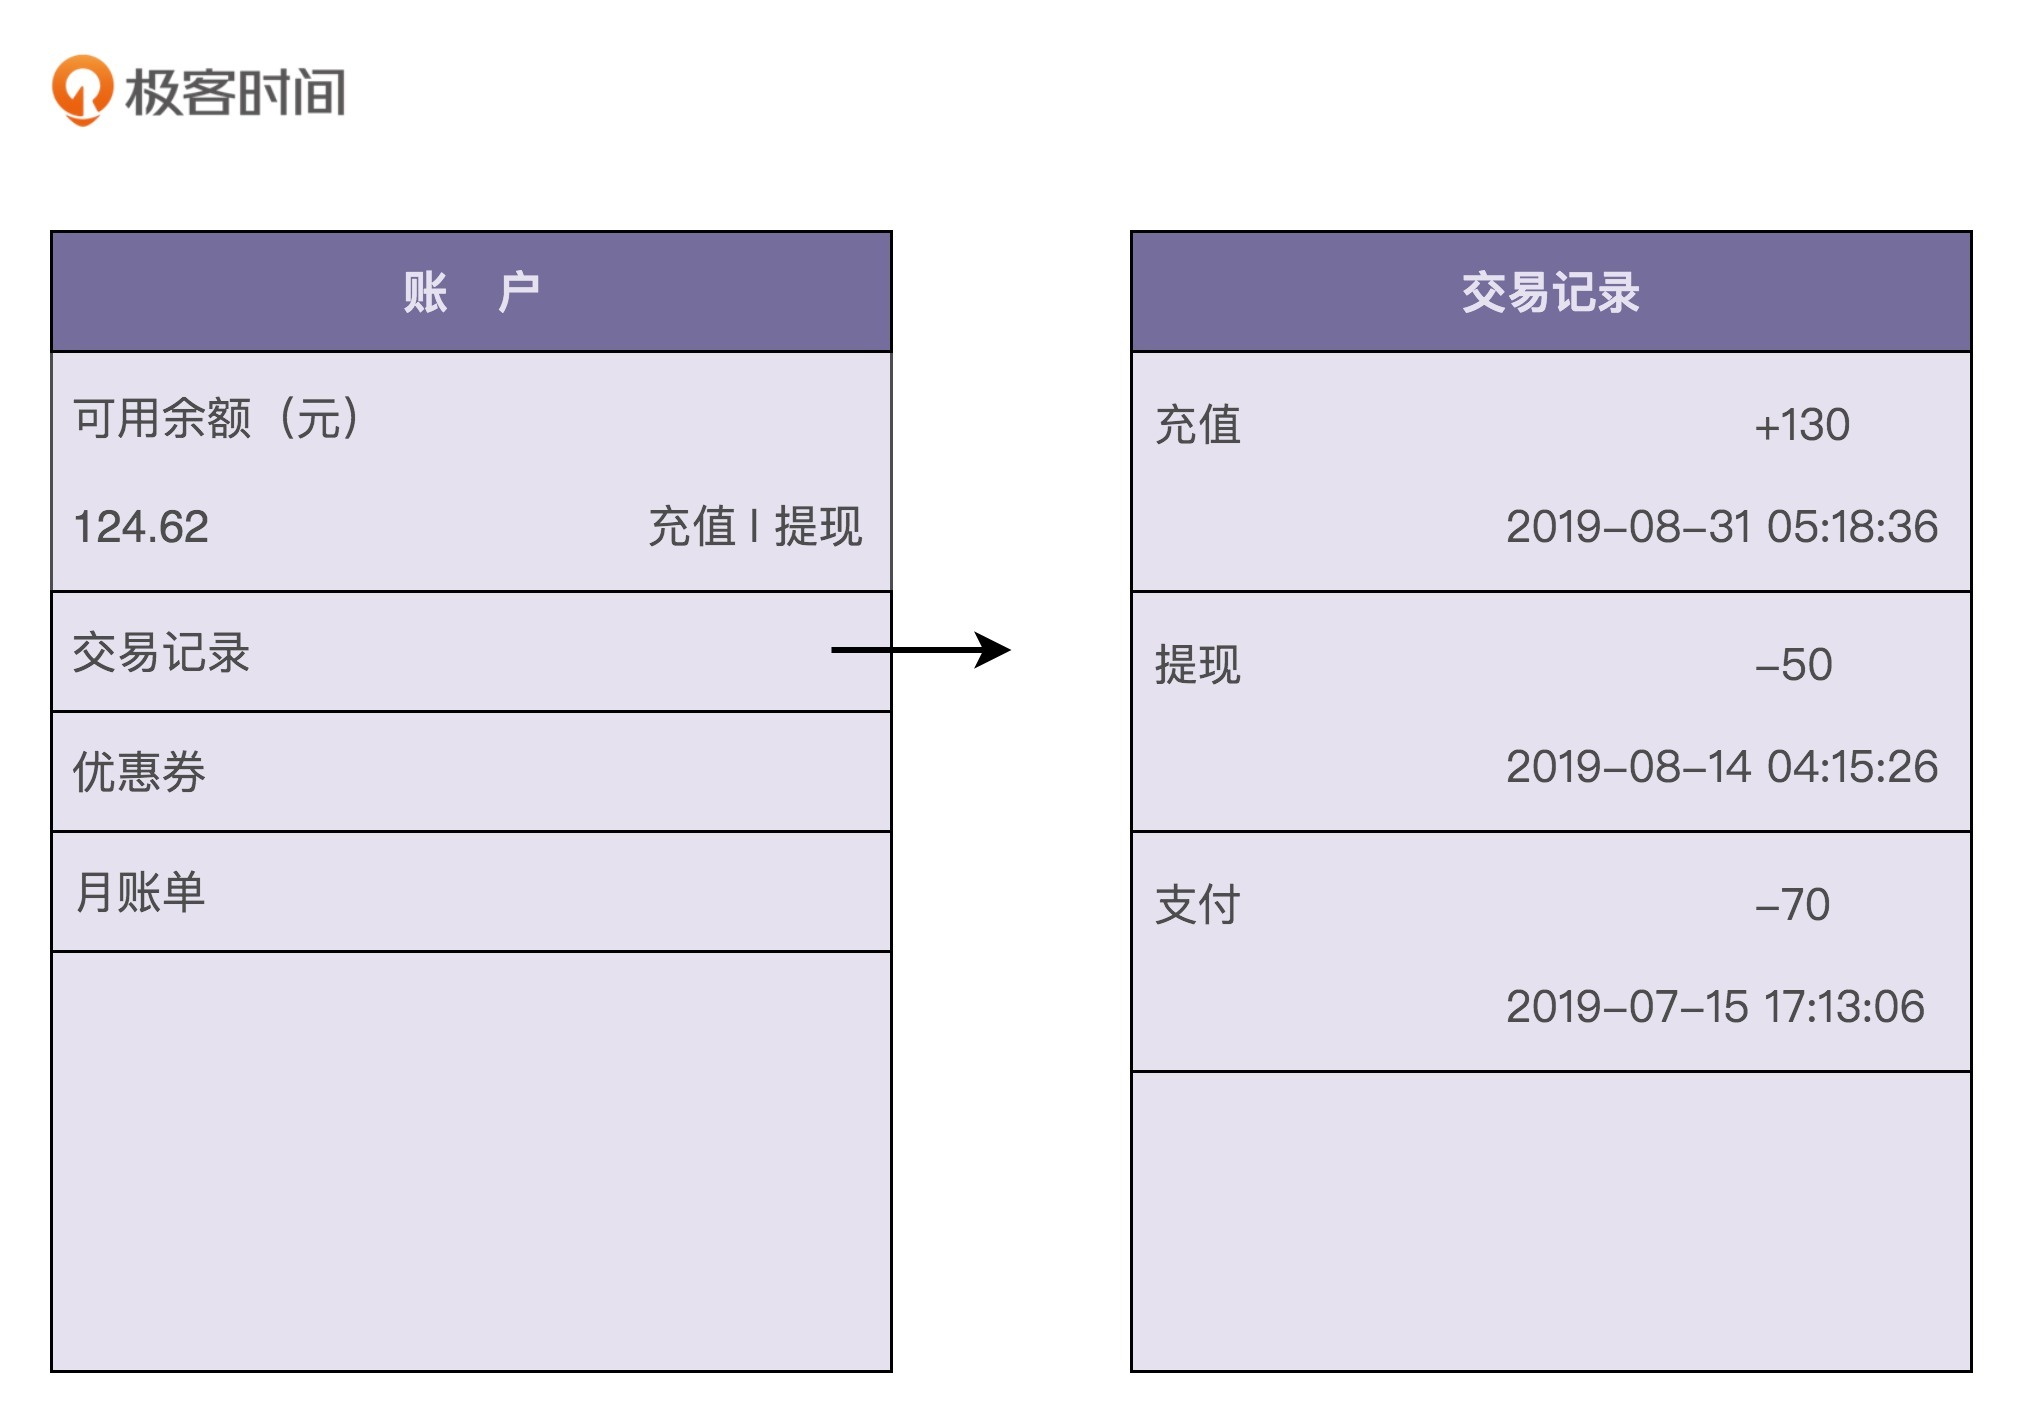 极客时间
账 户
可用余额（元）
124.62 充值 | 提现
交易记录
优惠券
月账单
交易记录
充值 +130
2019-08-31 05:18:36
提现 -50
2019-08-14 04:15:26
支付 -70
2019-07-15 17:13:06